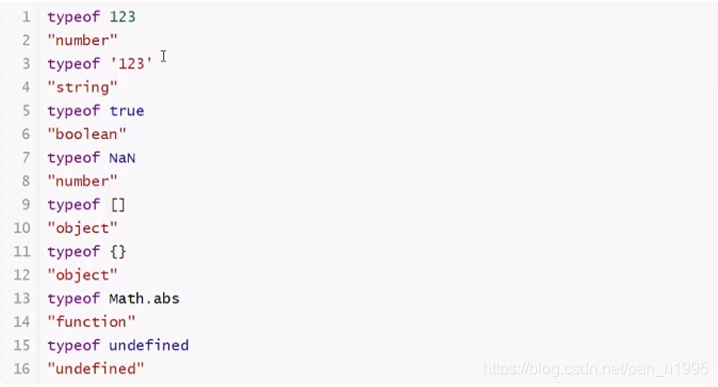 1 typeof 123
2 "number"
3 typeof '123'
4 "string"
5 typeof true
6 "boolean"
7 typeof NaN
8 "number"
9 typeof []
10 "object"
11 typeof {}
12 "object"
13 typeof Math.abs
14 "function"
15 typeof undefined
16 "undefined"
https://blog.csdn.net/pan_h1995